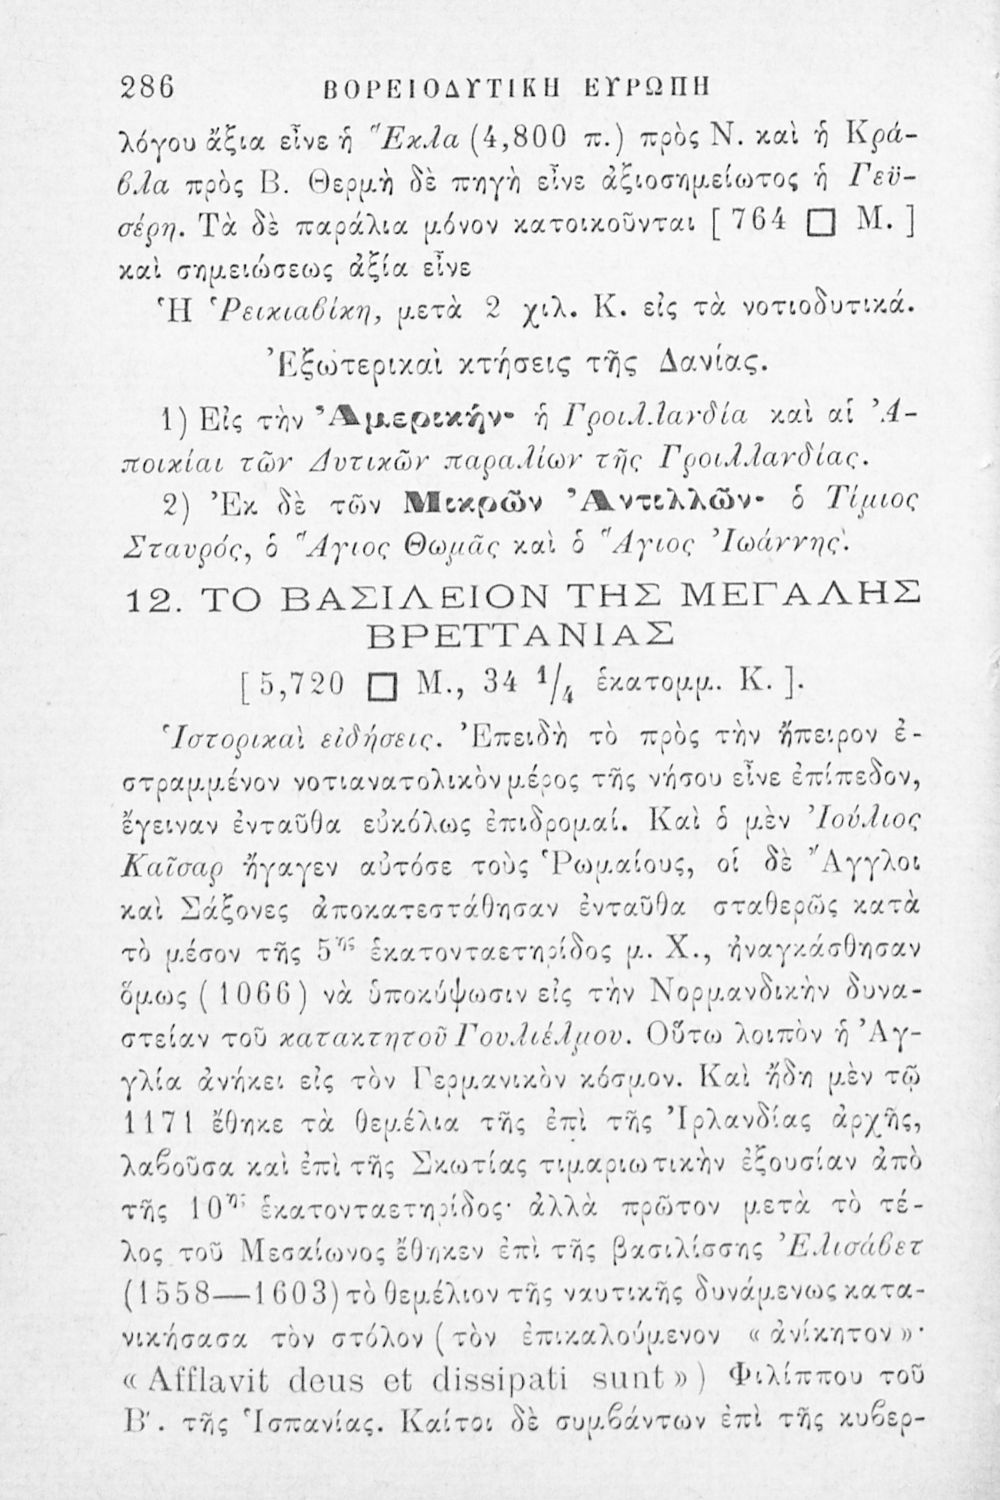 286 ΒΟΡΕΙΟΔΥΤΙΚΗ ΕΥΡΩΠΗ
λόγου ἄξια εἶνε ἡ Ἕκλα (4,800 π.) πρὸς Ν. καὶ ἡ Κρά-
βλα πρὸς Β. Θερμὴ δὲ πηγὴ εἶνε ἀξιοσημείωτος ἡ Γεϋ-
σέρη. Τὰ δὲ παράλια μόνον κατοικοῦνται [ 764 □ Μ. ]
καὶ σημειώσεως ἀξία εἶνε
Ἡ Ῥεικιαβίκη, μετὰ 2 χιλ. Κ. εἰς τὰ νοτιοδυτικά.
Ἐξωτερικαὶ κτήσεις τῆς Δανίας.
1) Εἰς τὴν Ἀμερικήν· ἡ Γροιλλανδία καὶ αἱ Ἀ-
ποικίαι τῶν Δυτικῶν παραλίων τῆς Γροιλλανδίας.
2) Ἐκ δὲ τῶν Μικρῶν Ἀντιλλῶν· ὁ Τίμιος
Σταυρός, ὁ Ἅγιος Θωμᾶς καὶ ὁ Ἅγιος Ἰωάννης.
12. ΤΟ ΒΑΣΙΛΕΙΟΝ ΤΗΣ ΜΕΓΑΛΗΣ
ΒΡΕΤΤΑΝΙΑΣ
[ 5,720 □ Μ., 34 1/4 ἑκατομμ. Κ. ].
Ἱστορικαὶ εἰδήσεις. Ἐπειδὴ τὸ πρὸς τὴν ἤπειρον ἐ-
στραμμένον νοτιανατολικὸν μέρος τῆς νήσου εἶνε ἐπίπεδον,
ἔγειναν ἐνταῦθα εὐκόλως ἐπιδρομαί. Καὶ ὁ μὲν Ἰούλιος
Καῖσαρ ἤγαγεν αὐτόσε τοὺς Ῥωμαίους, οἱ δὲ Ἄγγλοι
καὶ Σάξονες ἀποκατεστάθησαν ἐνταῦθα σταθερῶς κατὰ
τὸ μέσον τῆς 5ης ἑκατονταετηρίδος μ. Χ., ἠναγκάσθησαν
ὅμως ( 1066) νὰ ὑποκύψωσιν εἰς τὴν Νορμανδικὴν δυνα-
στείαν τοῦ κατακτητοῦ Γουλιέλμου. Οὕτω λοιπὸν ἡ Ἀγ-
γλία ἀνήκει εἰς τὸν Γερμανικὸν κόσμον. Καὶ ἤδη μὲν τῷ
1171 ἔθηκε τὰ θεμέλια τῆς ἐπὶ τῆς Ἰρλανδίας ἀρχῆς,
λαβοῦσα καὶ ἐπὶ τῆς Σκωτίας τιμαριωτικὴν ἐξουσίαν ἀπὸ
τῆς 10ης ἑκατονταετηρίδος· ἀλλὰ πρῶτον μετὰ τὸ τέ-
λος τοῦ Μεσαίωνος ἔθηκεν ἐπὶ τῆς βασιλίσσης Ἐλισάβετ
(1558—1603) τὸ θεμέλιον τῆς ναυτικῆς δυνάμενως κατα-
νικήσασα τὸν στόλον ( τὸν ἐπικαλούμενον « ἀνίκητον »·
« Afflavit deus et dissipati sunt ») Φιλίππου τοῦ
Β΄. τῆς Ἱσπανίας. Καίτοι δὲ συμβάντων ἐπὶ τῆς κυβερ-